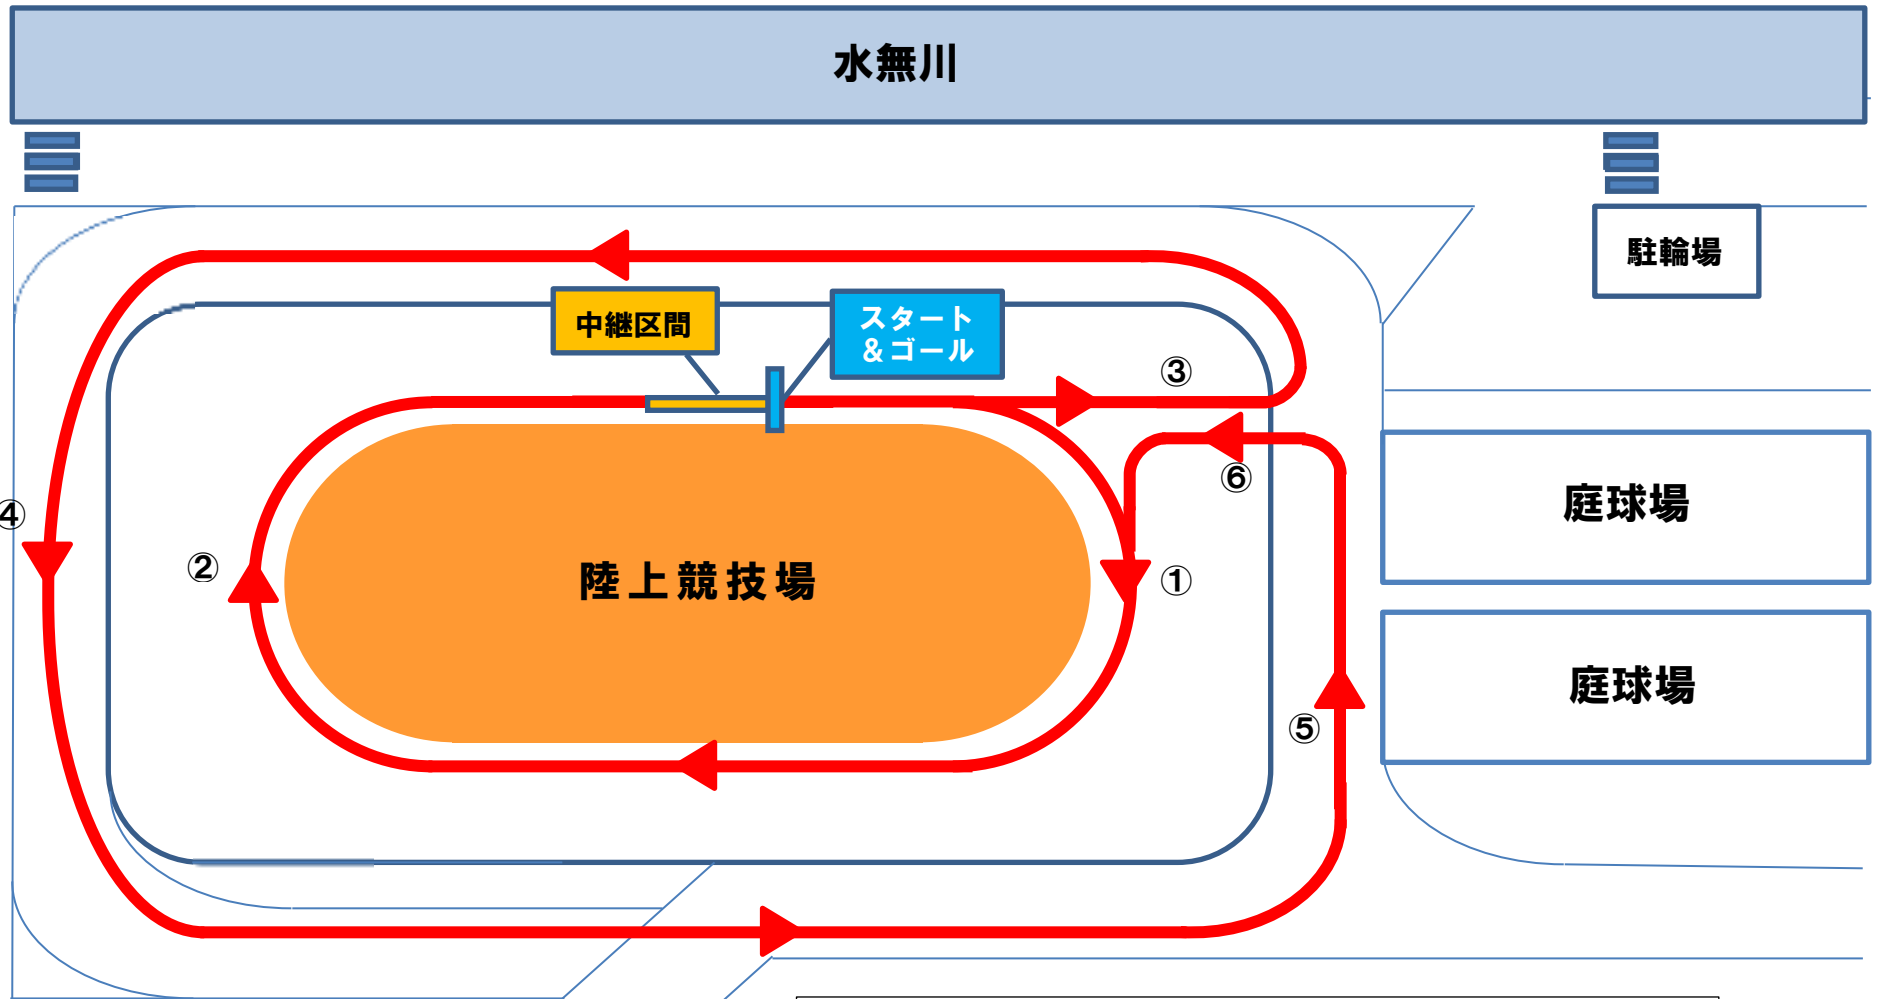 水無川
駐輪場
中継区間
スタート
&ゴール
③
⑥
庭球場
④
②
陸上競技場
①
庭球場
⑤